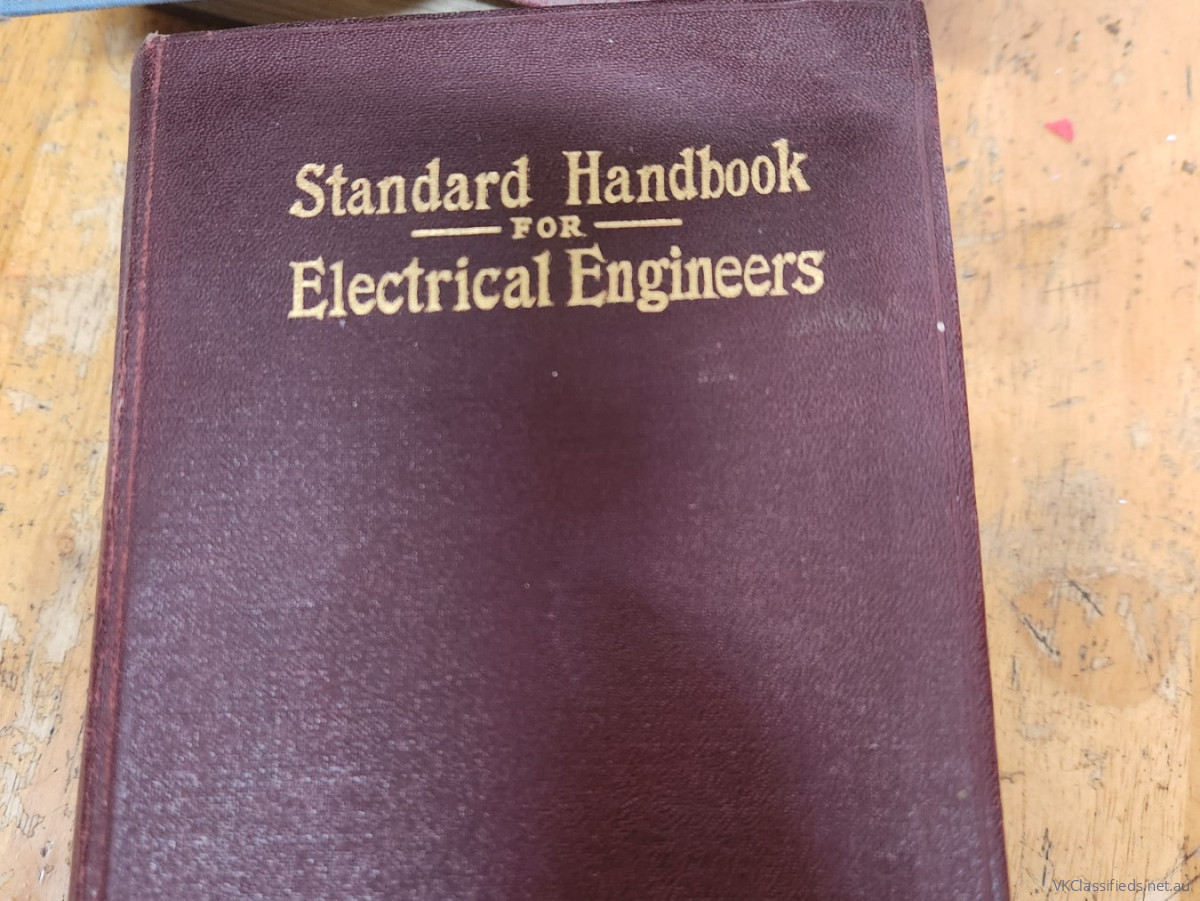 Standard Handbook
FOR
Electrical Engineers
VKClassifieds.net.au